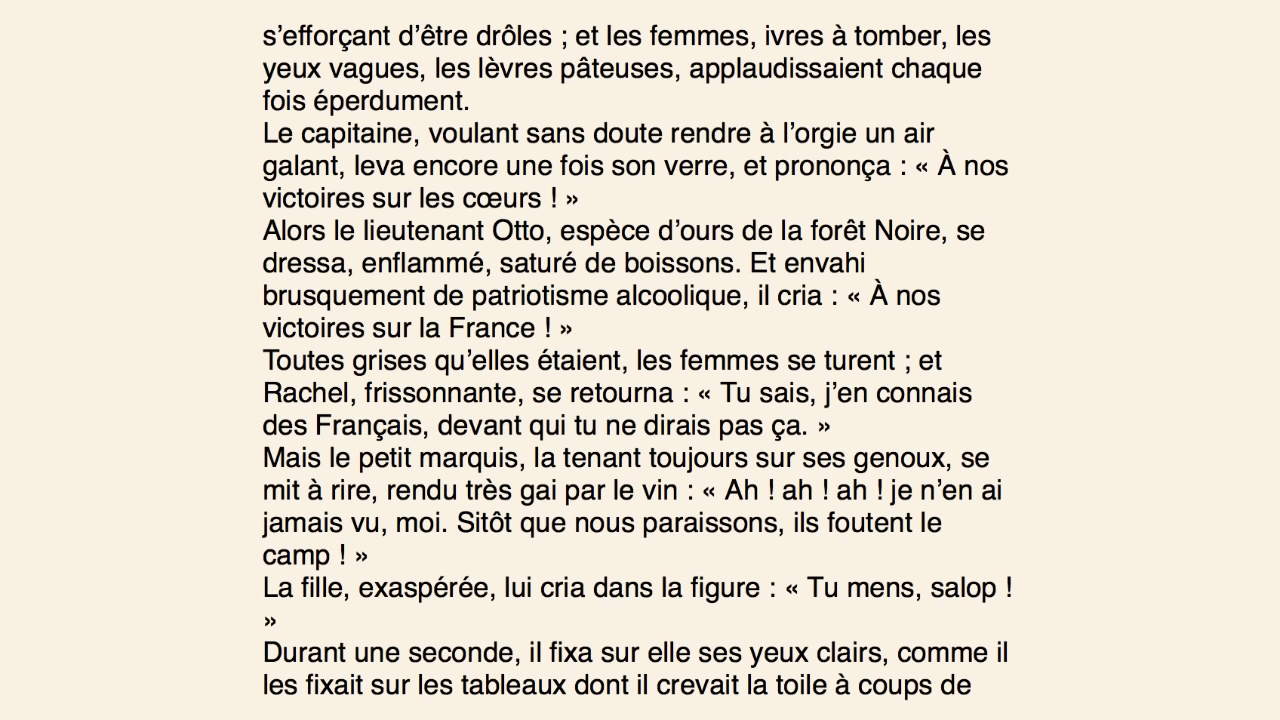 s’efforçant d’être drôles ; et les femmes, ivres à tomber, les
yeux vagues, les lèvres pâteuses, applaudissaient chaque
fois éperdument.
Le capitaine, voulant sans doute rendre à l’orgie un air
galant, leva encore une fois son verre, et prononça : « À nos
victoires sur les cœurs ! »
Alors le lieutenant Otto, espèce d’ours de la forêt Noire, se
dressa, enflammé, saturé de boissons. Et envahi
brusquement de patriotisme alcoolique, il cria : « À nos
victoires sur la France ! »
Toutes grises qu’elles étaient, les femmes se turent ; et
Rachel, frissonnante, se retourna : « Tu sais, j’en connais
des Français, devant qui tu ne dirais pas ça. »
Mais le petit marquis, la tenant toujours sur ses genoux, se
mit à rire, rendu très gai par le vin : « Ah ! ah ! ah ! je n’en ai
jamais vu, moi. Sitôt que nous paraissons, ils foutent le
camp ! »
La fille, exaspérée, lui cria dans la figure : « Tu mens, salop !
»
Durant une seconde, il fixa sur elle ses yeux clairs, comme il
les fixait sur les tableaux dont il crevait la toile à coups de